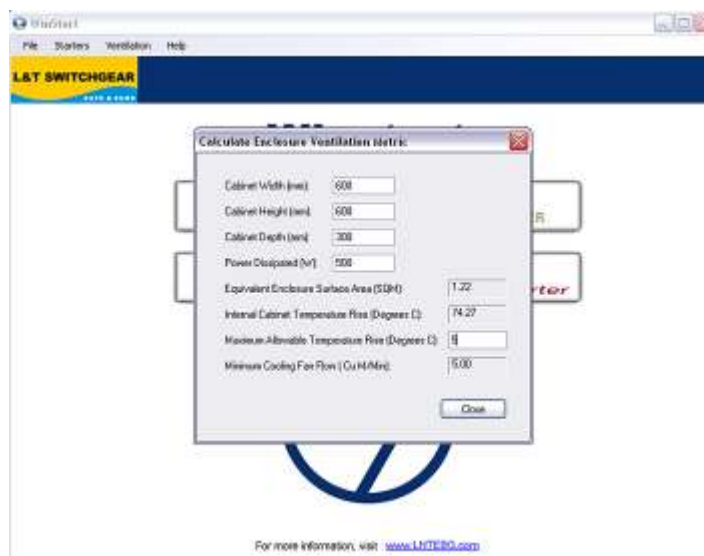 WinStart
File Starters Ventilation Help
L&T SWITCHGEAR
Calculate Enclosure Ventilation Metric
Cabinet Width (mm) 600
Cabinet Height (mm) 600
Cabinet Depth (mm) 300
Power Dissipated (W) 500
Equivalent Enclosure Surface Area (SQM) 1.22
Internal Cabinet Temperature Rise (Degrees C) 74.27
Maximum Allowable Temperature Rise (Degrees C)
Minimum Cooling Fan Flow ( Cu M/Min) 5.00
Close
For more information, visit www.LNTEBG.com